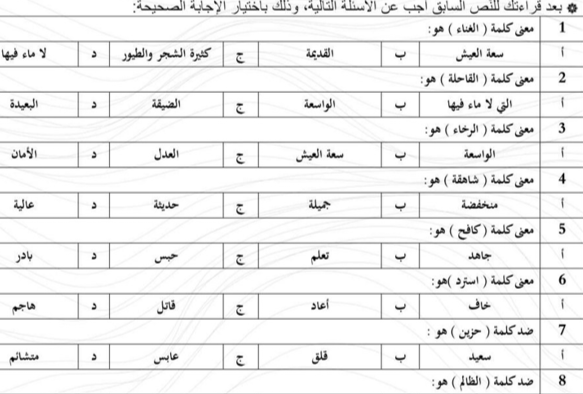 بعد قراءتك للنص السابق أجب عن الأسئلة التالية، وذلك باختيار الإجابة الصحيحة:
1 معنى كلمة ( الغناء ) هو:
أ سعة العيش ب القديمة ج كثيرة الشجر والطيور د لا ماء فيها
2 معنى كلمة ( القاحلة ) هو:
أ التي لا ماء فيها ب الواسعة ج الضيقة د البعيدة
3 معنى كلمة ( الرخاء ) هو:
أ الواسعة ب سعة العيش ج العدل د الأمان
4 معنى كلمة ( شاهقة ) هو:
أ منخفضة ب جميلة ج حديثة د عالية
5 معنى كلمة ( كافح ) هو:
أ جاهد ب تعلم ج حبس د بادر
6 معنى كلمة ( استرد ) هو:
أ خاف ب أعاد ج قاتل د هاجم
7 ضد كلمة ( حزين ) هو :
أ سعيد ب قلق ج عابس د متشائم
8 ضد كلمة ( الظالم ) هو: